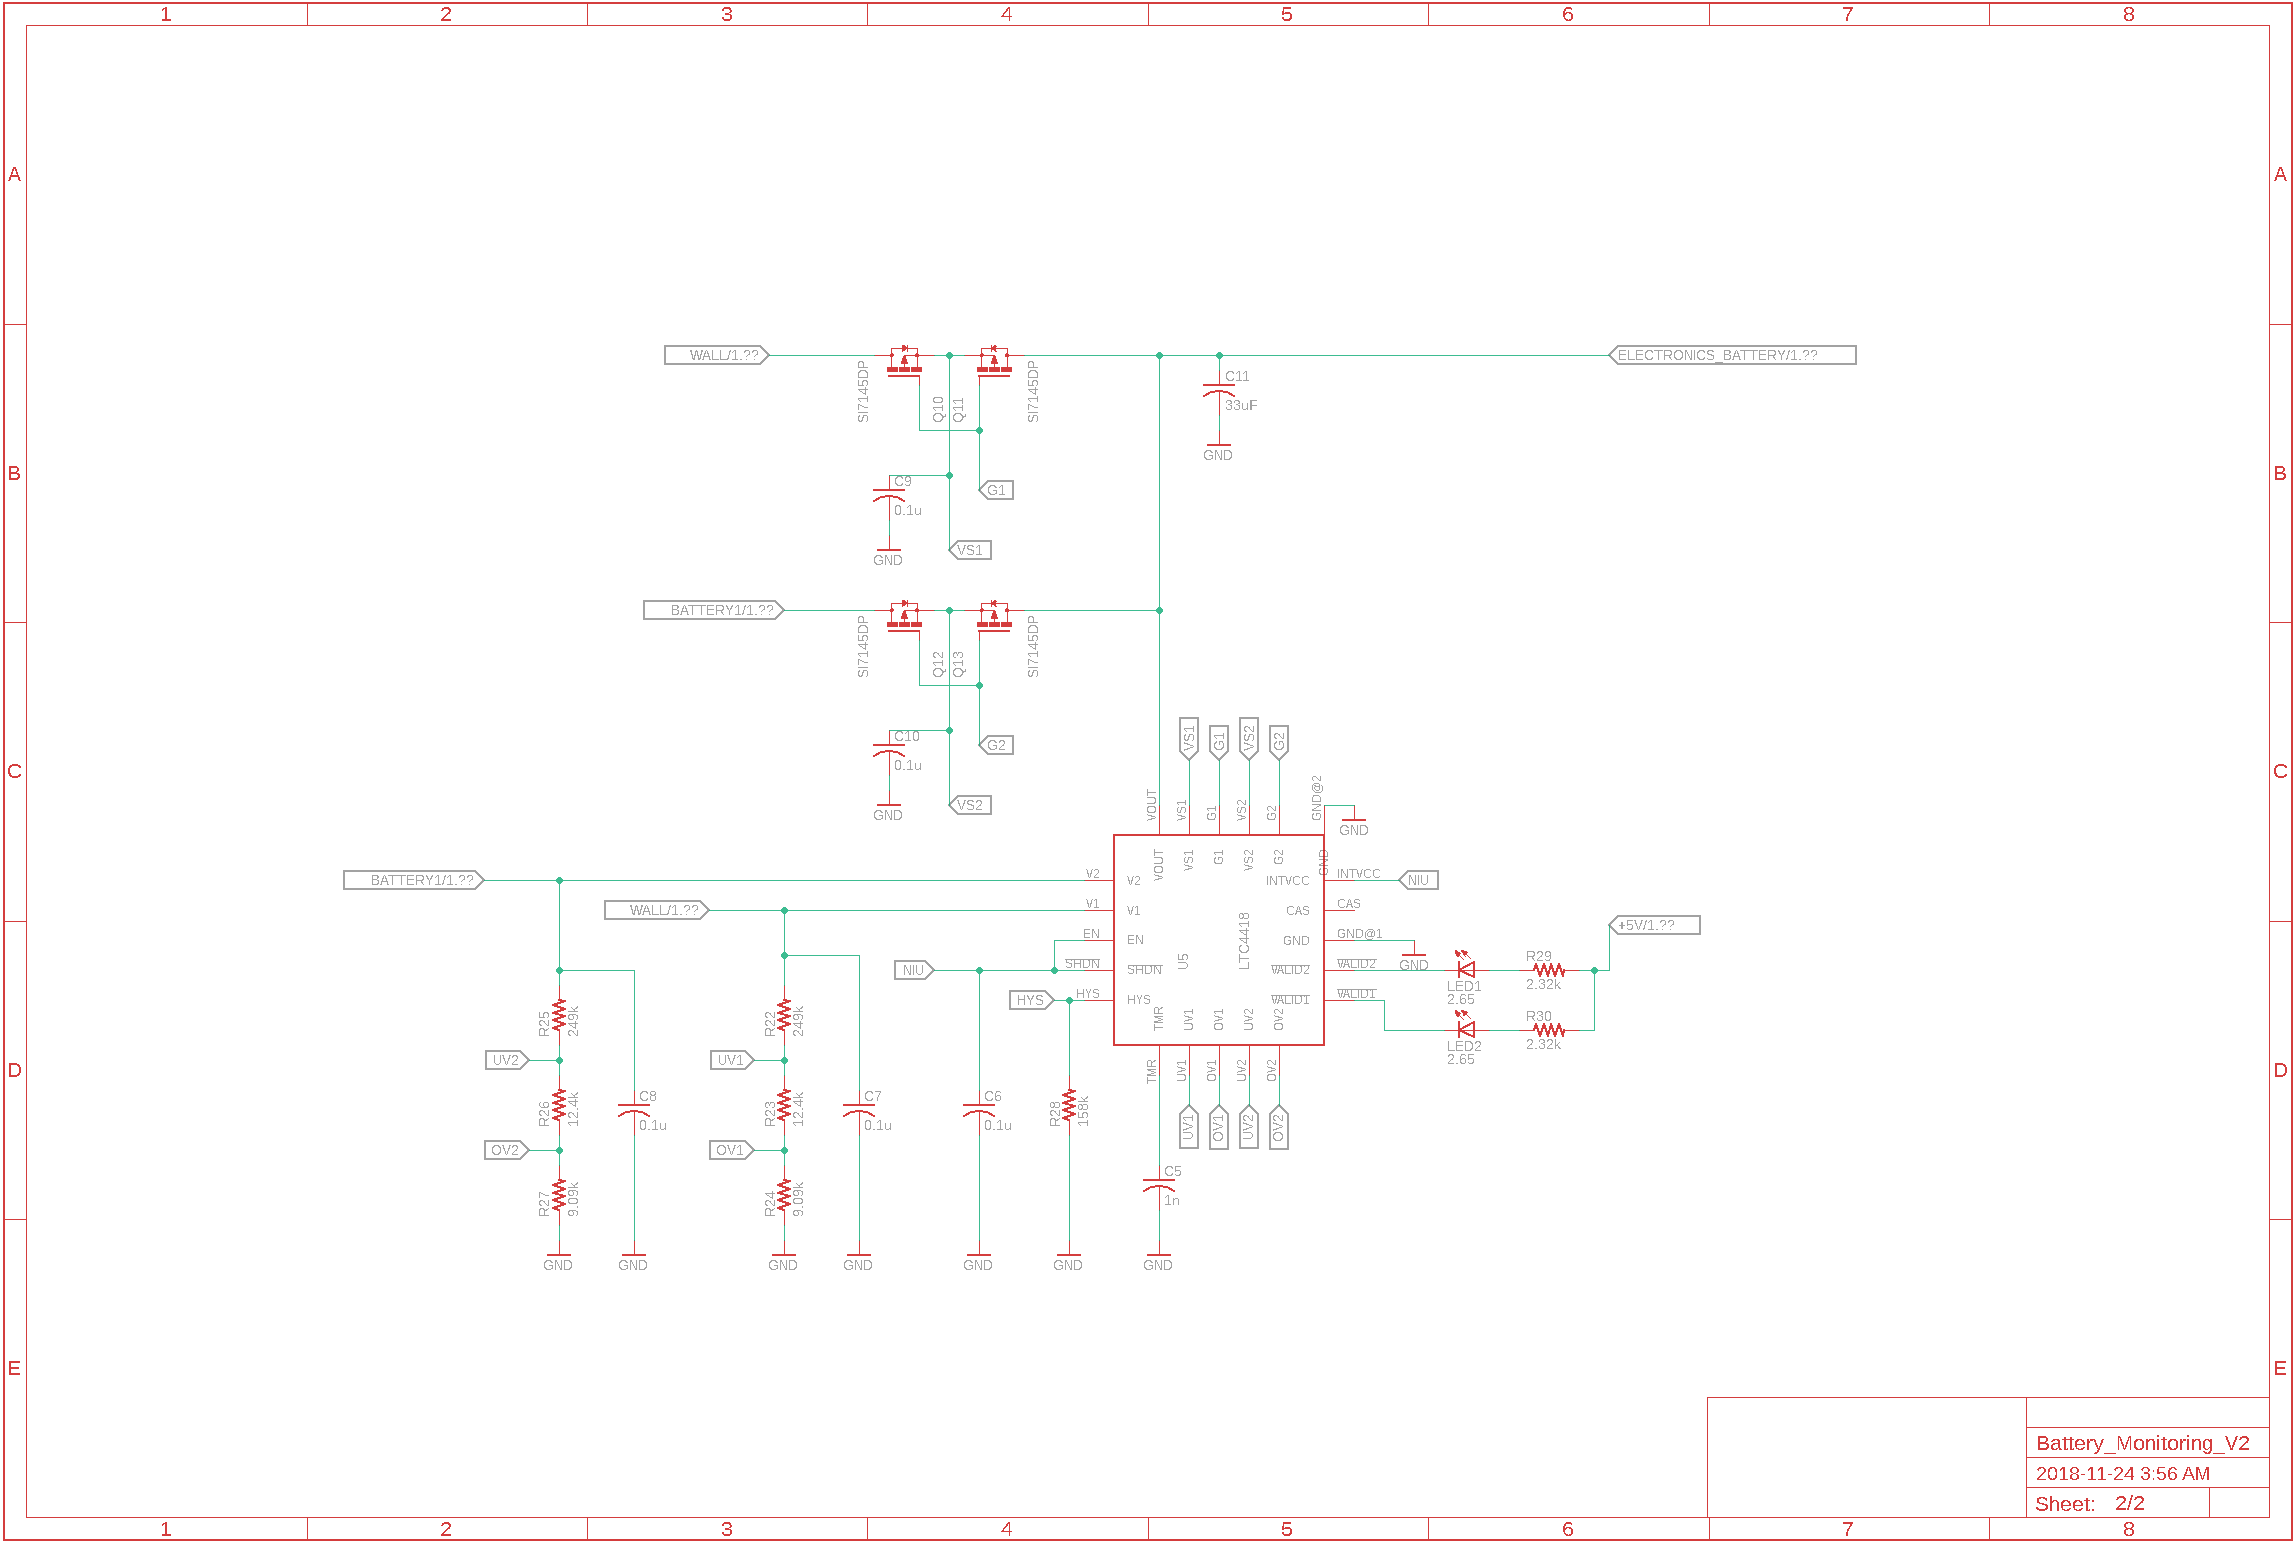 1 2 3 4 5 6 7 8
A A
WALL/1.?? ELECTRONICS_BATTERY/1.??
SI7145DP Q10 Q11 SI7145DP
C11
33uF
GND
B B
C9
0.1u
G1
GND
VS1
BATTERY1/1.??
SI7145DP Q12 Q13 SI7145DP
C10
0.1u
G2
GND
VS2
C C
VS1 G1 VS2 G2
VOUT VS1 G1 VS2 G2 GND@2
GND
VOUT VS1 G1 VS2 G2 GND
BATTERY1/1.?? V2 V2 INTVCC INTVCC NIU
WALL/1.?? V1 V1 CAS CAS
EN EN GND GND@1
GND
NIU SHDN SHDN VALID2 VALID2
HYS HYS HYS VALID1 VALID1
U5 LTC4418
TMR UV1 OV1 UV2 OV2
TMR UV1 OV1 UV2 OV2
UV1 OV1 UV2 OV2
+5V/1.??
LED1
2.65
R29
2.32k
LED2
2.65
R30
2.32k
D D
R25 249k
UV2
R26 12.4k
OV2
R27 9.09k
C8
0.1u
R22 249k
UV1
R23 12.4k
OV1
R24 9.09k
C7
0.1u
C6
0.1u
R28 158k
C5
1n
GND GND GND GND GND GND GND
E E
Battery_Monitoring_V2
2018-11-24 3:56 AM
Sheet: 2/2
1 2 3 4 5 6 7 8